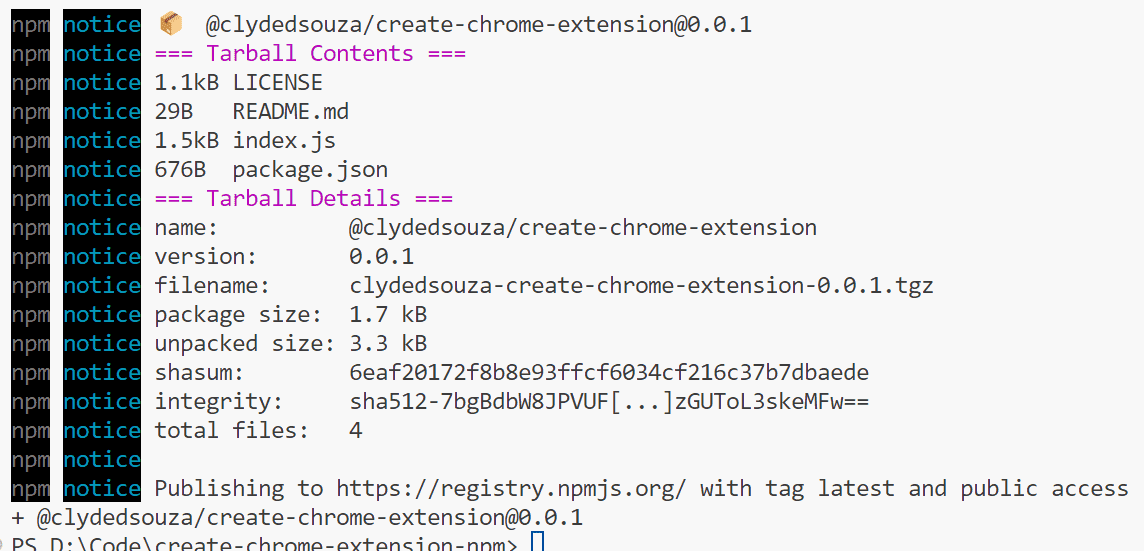 npm notice 📦 @clydedsouza/create-chrome-extension@0.0.1
npm notice === Tarball Contents ===
npm notice 1.1kB LICENSE
npm notice 29B README.md
npm notice 1.5kB index.js
npm notice 676B package.json
npm notice === Tarball Details ===
npm notice name: @clydedsouza/create-chrome-extension
npm notice version: 0.0.1
npm notice filename: clydedsouza-create-chrome-extension-0.0.1.tgz
npm notice package size: 1.7 kB
npm notice unpacked size: 3.3 kB
npm notice shasum: 6eaf20172f8b8e93ffcf6034cf216c37b7dbaede
npm notice integrity: sha512-7bgBdbW8JPVUF[...]zGUToL3skeMFw==
npm notice total files: 4
npm notice
npm notice Publishing to https://registry.npmjs.org/ with tag latest and public access
+ @clydedsouza/create-chrome-extension@0.0.1
PS D:\Code\create-chrome-extension-npm>